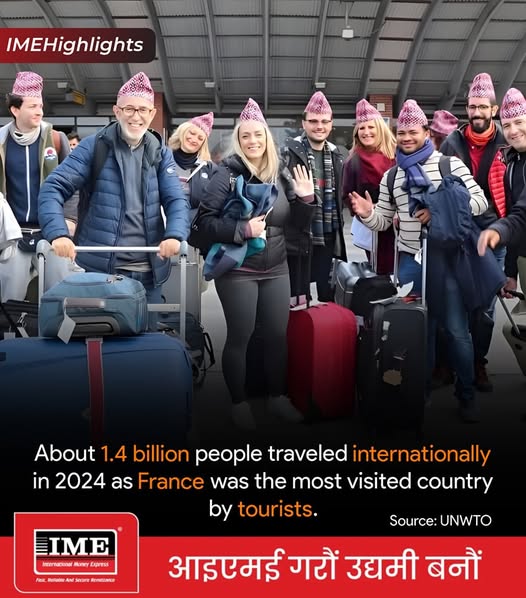 IMEHighlights
About 1.4 billion people traveled internationally
in 2024 as France was the most visited country
by tourists.
Source: UNWTO
IME
International Money Express
Fast, Reliable And Secure Remittance
आइएमई गरौं उद्यमी बनौं